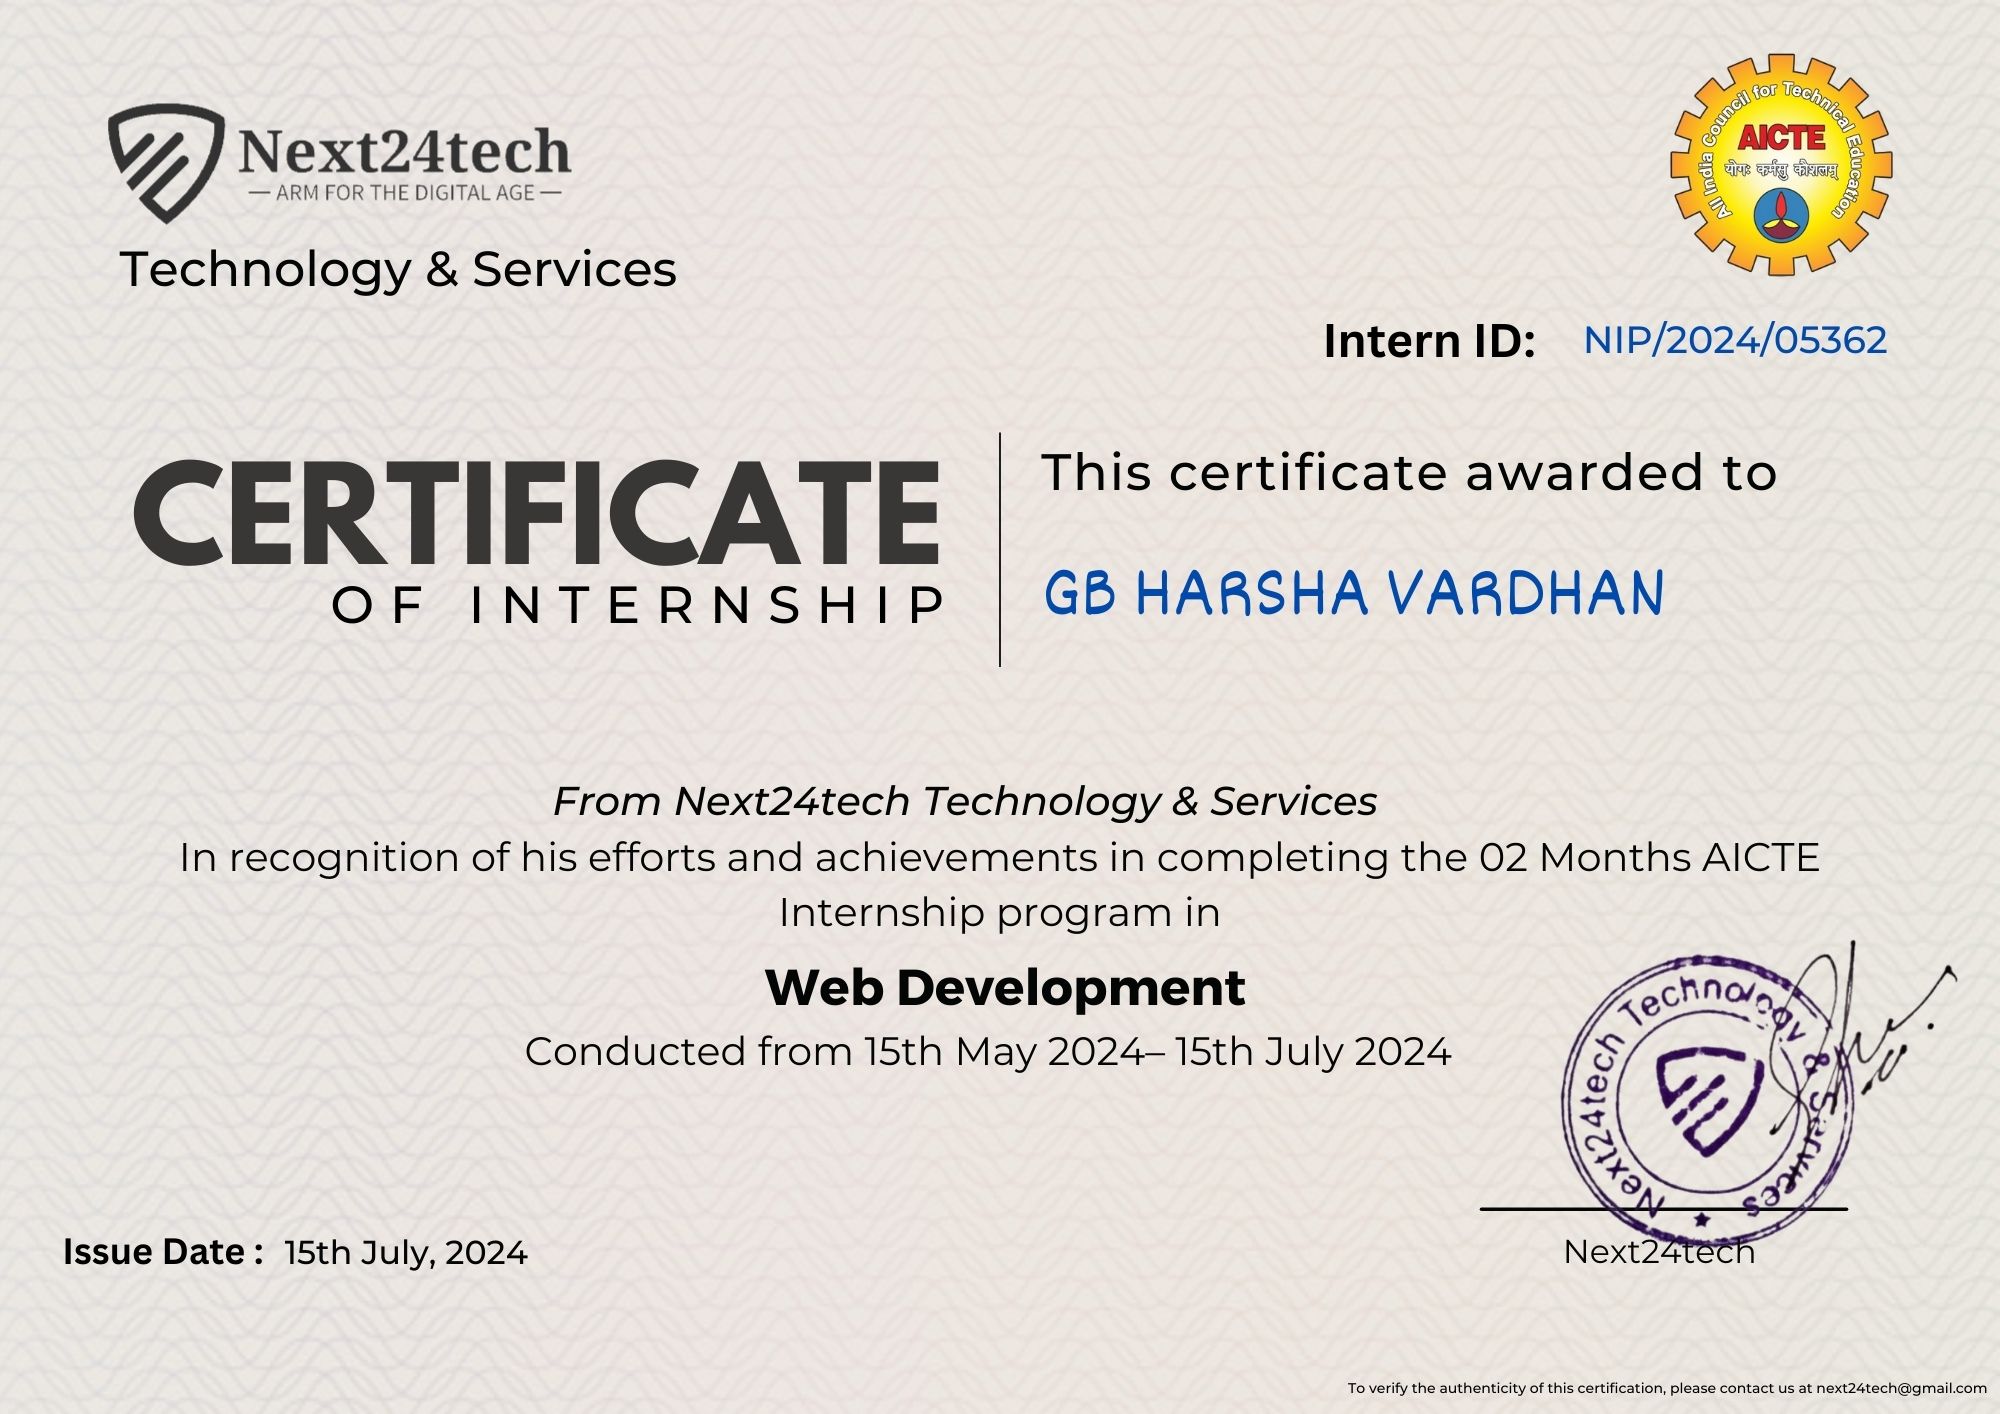 Next24tech
— ARM FOR THE DIGITAL AGE —
Technology & Services
All India Council for Technical Education
AICTE
योगः कर्मसु कौशलम्
Intern ID: NIP/2024/05362
CERTIFICATE
OF INTERNSHIP
This certificate awarded to
GB HARSHA VARDHAN
From Next24tech Technology & Services
In recognition of his efforts and achievements in completing the 02 Months AICTE
Internship program in
Web Development
Conducted from 15th May 2024– 15th July 2024
Next24tech Technology & Services
Issue Date : 15th July, 2024
Next24tech
To verify the authenticity of this certification, please contact us at next24tech@gmail.com